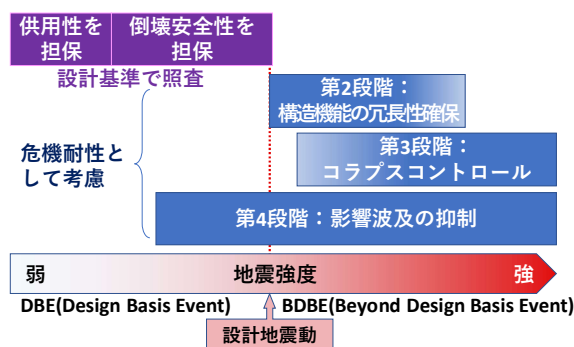 供用性を
担保
倒壊安全性を
担保
設計基準で照査
第2段階：
構造機能の冗長性確保
第3段階：
コラプスコントロール
危機耐性と
して考慮
第4段階：影響波及の抑制
弱
地震強度
強
DBE(Design Basis Event)
BDBE(Beyond Design Basis Event)
設計地震動